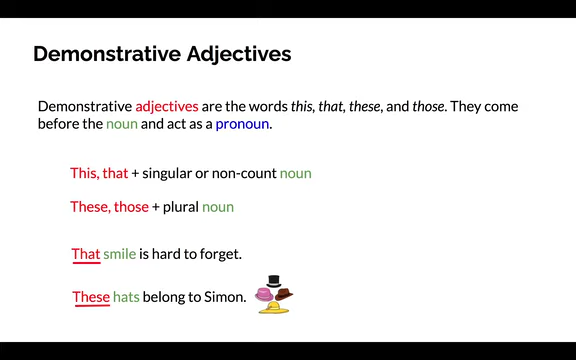 Demonstrative Adjectives
Demonstrative adjectives are the words this, that, these, and those. They come
before the noun and act as a pronoun.
This, that + singular or non-count noun
These, those + plural noun
That smile is hard to forget.
These hats belong to Simon.